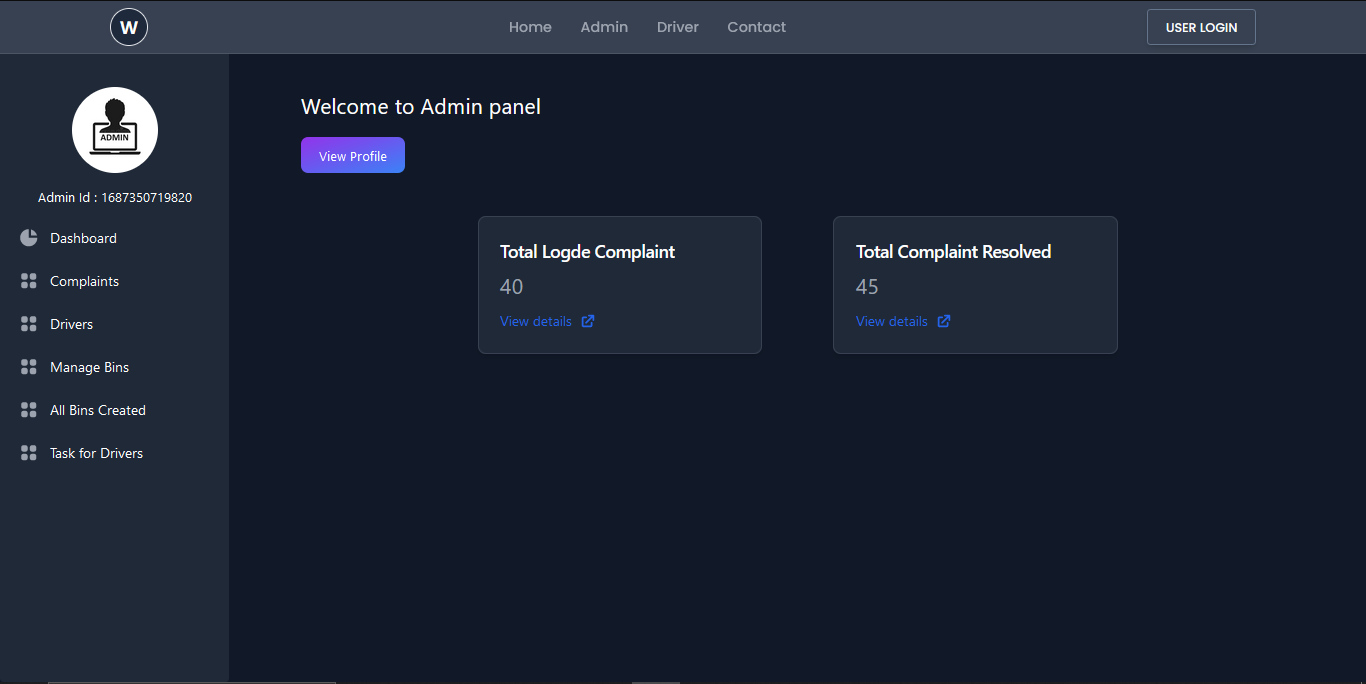 W
Home Admin Driver Contact
USER LOGIN
ADMIN
Admin Id : 1687350719820
Dashboard
Complaints
Drivers
Manage Bins
All Bins Created
Task for Drivers
Welcome to Admin panel
View Profile
Total Logde Complaint
40
View details
Total Complaint Resolved
45
View details